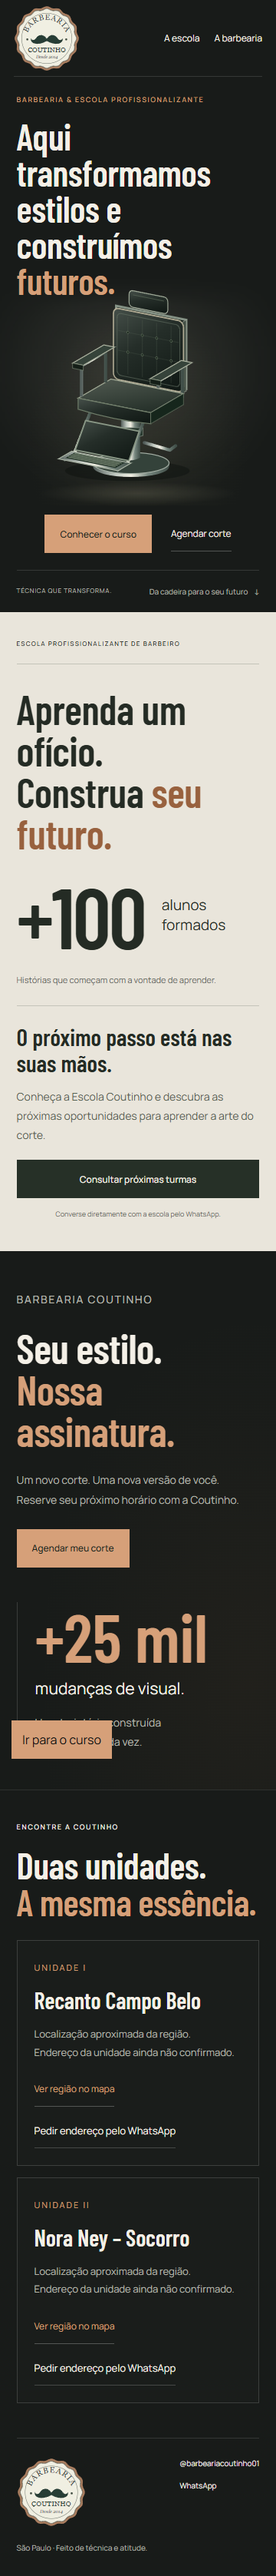 BARBEARIA
COUTINHO
Desde 2014
A escola
A barbearia
BARBEARIA & ESCOLA PROFISSIONALIZANTE
Aqui
transformamos
estilos e
construímos
futuros.
Conhecer o curso
Agendar corte
TÉCNICA QUE TRANSFORMA.
Da cadeira para o seu futuro ↓
ESCOLA PROFISSIONALIZANTE DE BARBEIRO
Aprenda um
ofício.
Construa seu
futuro.
+100
alunos
formados
Histórias que começam com a vontade de aprender.
O próximo passo está nas
suas mãos.
Conheça a Escola Coutinho e descubra as
próximas oportunidades para aprender a arte do
corte.
Consultar próximas turmas
Converse diretamente com a escola pelo WhatsApp.
BARBEARIA COUTINHO
Seu estilo.
Nossa
assinatura.
Um novo corte. Uma nova versão de você.
Reserve seu próximo horário com a Coutinho.
Agendar meu corte
+25 mil
mudanças de visual.
construída
da vez.
Ir para o curso
ENCONTRE A COUTINHO
Duas unidades.
A mesma essência.
UNIDADE I
Recanto Campo Belo
Localização aproximada da região.
Endereço da unidade ainda não confirmado.
Ver região no mapa
Pedir endereço pelo WhatsApp
UNIDADE II
Nora Ney – Socorro
Localização aproximada da região.
Endereço da unidade ainda não confirmado.
Ver região no mapa
Pedir endereço pelo WhatsApp
BARBEARIA
COUTINHO
Desde 2014
@barbeariacoutinho01
WhatsApp
São Paulo · Feito de técnica e atitude.